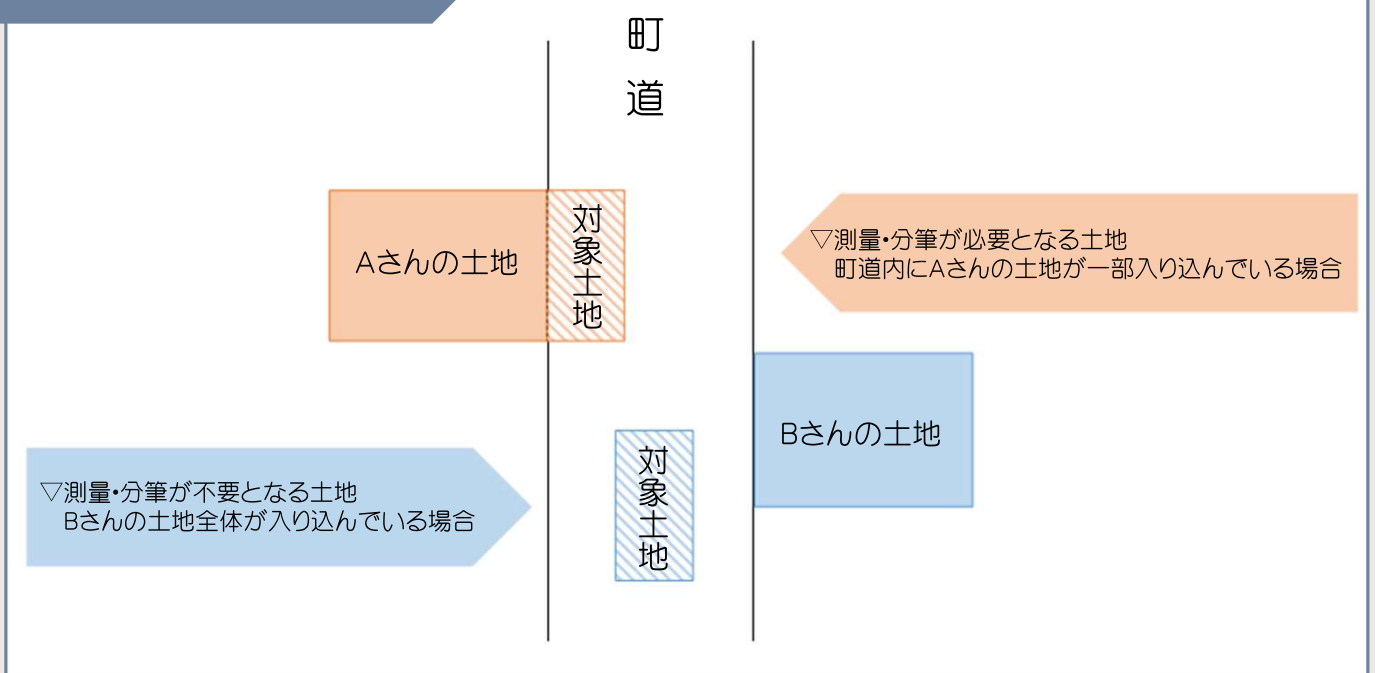 町道
Aさんの土地
対象土地
▽測量・分筆が必要となる土地
町道内にAさんの土地が一部入り込んでいる場合
Bさんの土地
対象土地
▽測量・分筆が不要となる土地
Bさんの土地全体が入り込んでいる場合